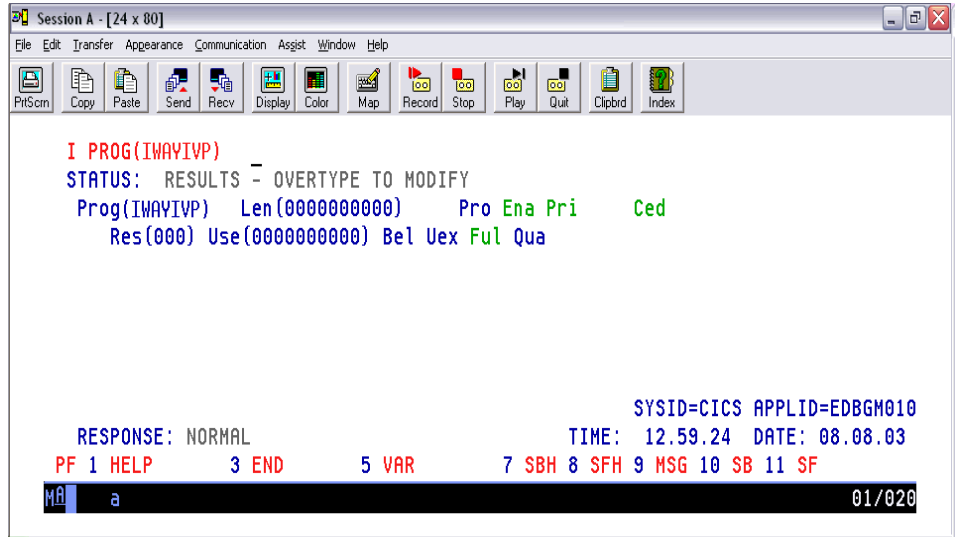 Session A - [24 x 80]
File Edit Transfer Appearance Communication Assist Window Help
PrtScrn Copy Paste Send Recv Display Color Map Record Stop Play Quit Clipbrd Index
I PROG(IWAYIVP)
STATUS: RESULTS - OVERTYPE TO MODIFY
Prog(IWAYIVP) Len(0000000000) Pro Ena Pri Ced
Res(000) Use(0000000000) Bel Uex Ful Qua
SYSID=CICS APPLID=EDBGM010
RESPONSE: NORMAL TIME: 12.59.24 DATE: 08.08.03
PF 1 HELP 3 END 5 VAR 7 SBH 8 SFH 9 MSG 10 SB 11 SF
MA a 01/020